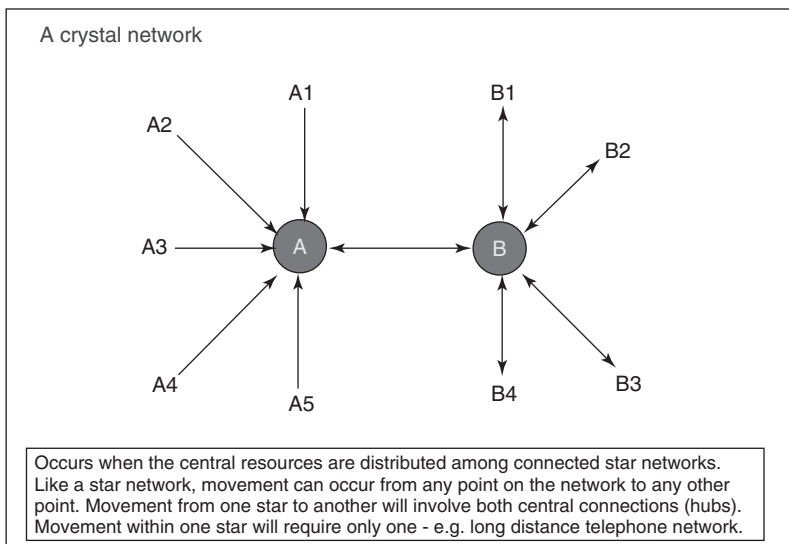 A crystal network
A1
B1
A2
B2
A3
A
B
A4
A5
B4
B3
Occurs when the central resources are distributed among connected star networks.
Like a star network, movement can occur from any point on the network to any other
point. Movement from one star to another will involve both central connections (hubs).
Movement within one star will require only one - e.g. long distance telephone network.